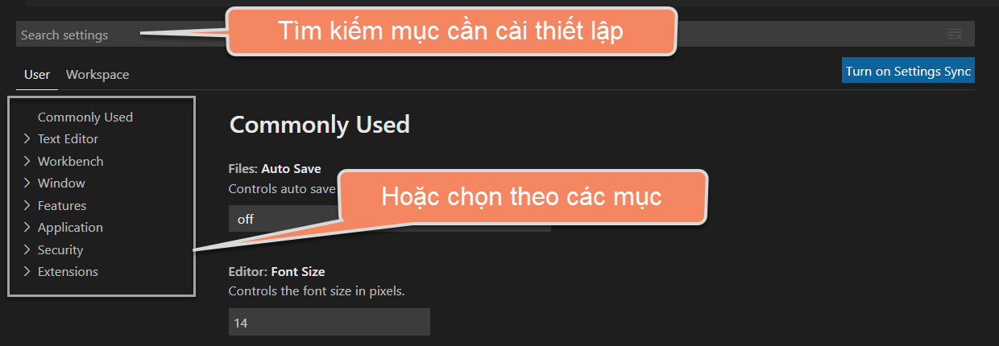 Search settings
Tìm kiếm mục cần cài thiết lập
User Workspace
Turn on Settings Sync
Commonly Used
Text Editor
Workbench
Window
Features
Application
Security
Extensions
Commonly Used
Files: Auto Save
Controls auto save
Hoặc chọn theo các mục
off
Editor: Font Size
Controls the font size in pixels.
14